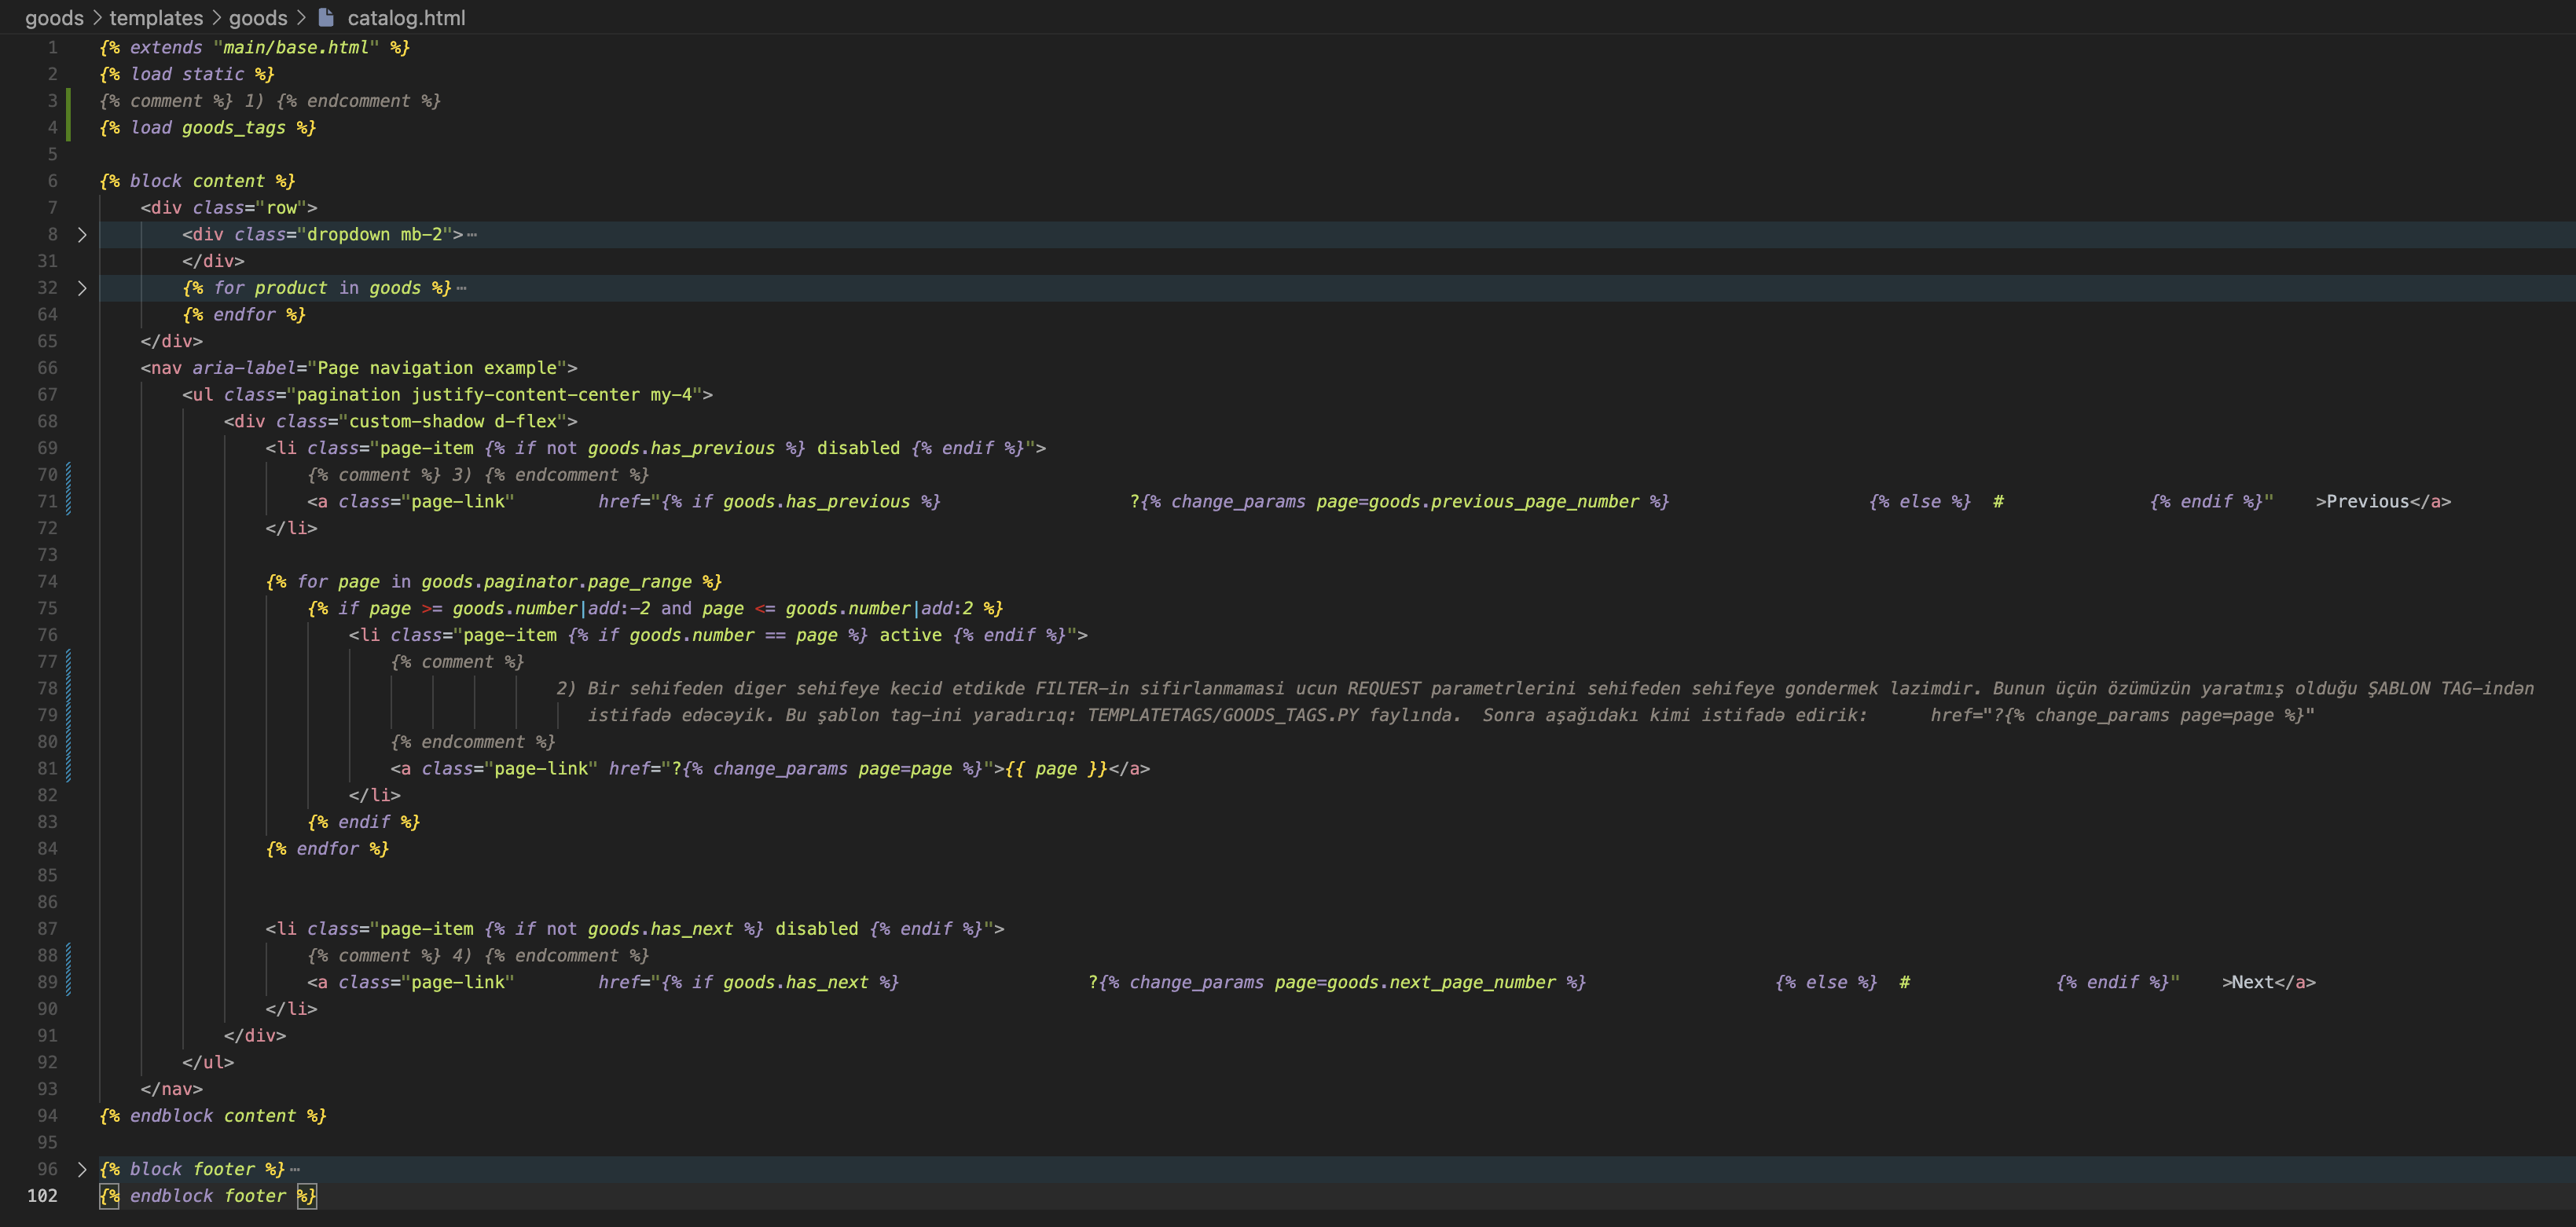 goods > templates > goods > catalog.html
1 {% extends "main/base.html" %}
2 {% load static %}
3 {% comment %} 1) {% endcomment %}
4 {% load goods_tags %}
5
6 {% block content %}
7 <div class="row">
8 <div class="dropdown mb-2">⋯
31 </div>
32 {% for product in goods %}⋯
64 {% endfor %}
65 </div>
66 <nav aria-label="Page navigation example">
67 <ul class="pagination justify-content-center my-4">
68 <div class="custom-shadow d-flex">
69 <li class="page-item {% if not goods.has_previous %} disabled {% endif %}">
70 {% comment %} 3) {% endcomment %}
71 <a class="page-link" href="{% if goods.has_previous %} ?{% change_params page=goods.previous_page_number %} {% else %} # {% endif %}" >Previous</a>
72 </li>
73
74 {% for page in goods.paginator.page_range %}
75 {% if page >= goods.number|add:-2 and page <= goods.number|add:2 %}
76 <li class="page-item {% if goods.number == page %} active {% endif %}">
77 {% comment %}
78 2) Bir sehifeden diger sehifeye kecid etdikde FILTER-in sifirlanmamasi ucun REQUEST parametrlerini sehifeden sehifeye gondermek lazimdir. Bunun üçün özümüzün yaratmış olduğu ŞABLON TAG-indən
79 istifadə edəcəyik. Bu şablon tag-ini yaradırıq: TEMPLATETAGS/GOODS_TAGS.PY faylında. Sonra aşağıdakı kimi istifadə edirik: href="?{% change_params page=page %}"
80 {% endcomment %}
81 <a class="page-link" href="?{% change_params page=page %}">{{ page }}</a>
82 </li>
83 {% endif %}
84 {% endfor %}
85
86
87 <li class="page-item {% if not goods.has_next %} disabled {% endif %}">
88 {% comment %} 4) {% endcomment %}
89 <a class="page-link" href="{% if goods.has_next %} ?{% change_params page=goods.next_page_number %} {% else %} # {% endif %}" >Next</a>
90 </li>
91 </div>
92 </ul>
93 </nav>
94 {% endblock content %}
95
96 {% block footer %}⋯
102 {% endblock footer %}